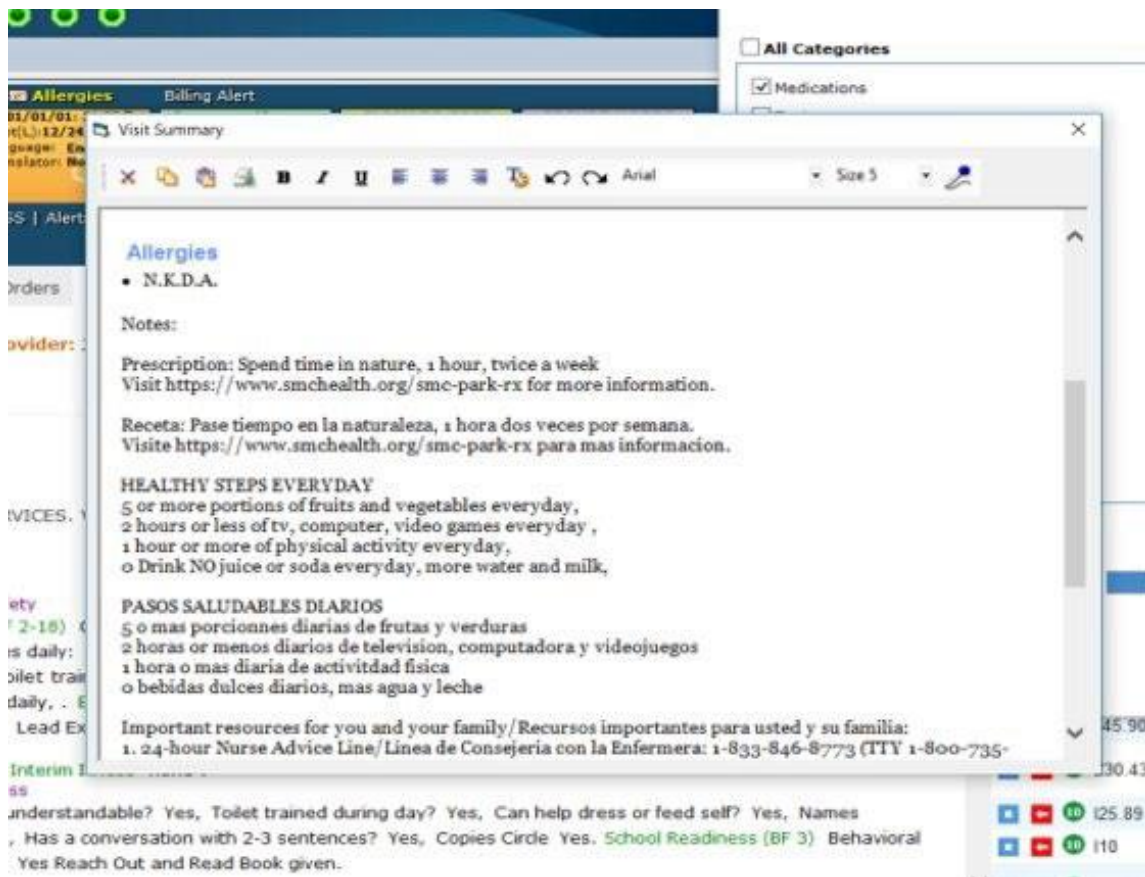 All Categories
Medications
Allergies Billing Alert
Visit Summary
Arial Size 5
Allergies
• N.K.D.A.
Notes:
Prescription: Spend time in nature, 1 hour, twice a week
Visit https://www.smchealth.org/smc-park-rx for more information.
Receta: Pase tiempo en la naturaleza, 1 hora dos veces por semana.
Visite https://www.smchealth.org/smc-park-rx para mas informacion.
HEALTHY STEPS EVERYDAY
5 or more portions of fruits and vegetables everyday,
2 hours or less of tv, computer, video games everyday ,
1 hour or more of physical activity everyday,
0 Drink NO juice or soda everyday, more water and milk,
PASOS SALUDABLES DIARIOS
5 o mas porcionnes diarias de frutas y verduras
2 horas or menos diarios de television, computadora y videojuegos
1 hora o mas diaria de activitdad fisica
0 bebidas dulces diarios, mas agua y leche
Important resources for you and your family/Recursos importantes para usted y su familia:
1. 24-hour Nurse Advice Line/Linea de Consejeria con la Enfermera: 1-833-846-8773 (TTY 1-800-735-
Orders
2-18)
s daily:
daily, .
Lead Ex
Interim
understandable? Yes, Toilet trained during day? Yes, Can help dress or feed self? Yes, Names
, Has a conversation with 2-3 sentences? Yes, Copies Circle Yes. School Readiness (BF 3) Behavioral
Yes Reach Out and Read Book given.
I25.89
I10